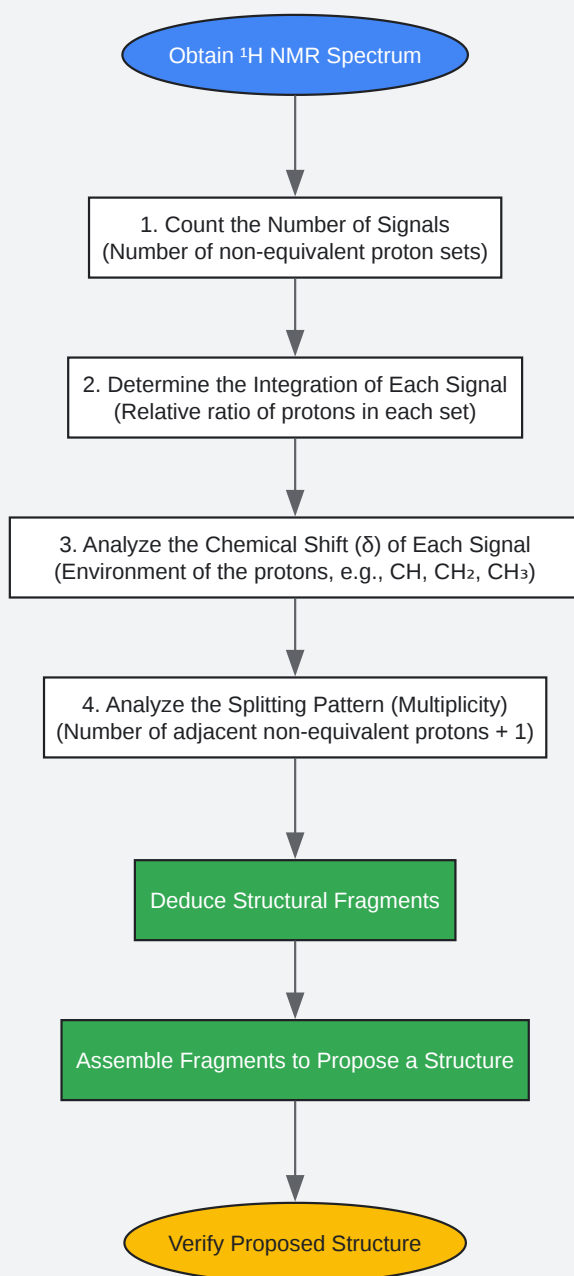 Obtain ¹H NMR Spectrum
1. Count the Number of Signals
(Number of non-equivalent proton sets)
2. Determine the Integration of Each Signal
(Relative ratio of protons in each set)
3. Analyze the Chemical Shift (δ) of Each Signal
(Environment of the protons, e.g., CH, CH₂, CH₃)
4. Analyze the Splitting Pattern (Multiplicity)
(Number of adjacent non-equivalent protons + 1)
Deduce Structural Fragments
Assemble Fragments to Propose a Structure
Verify Proposed Structure